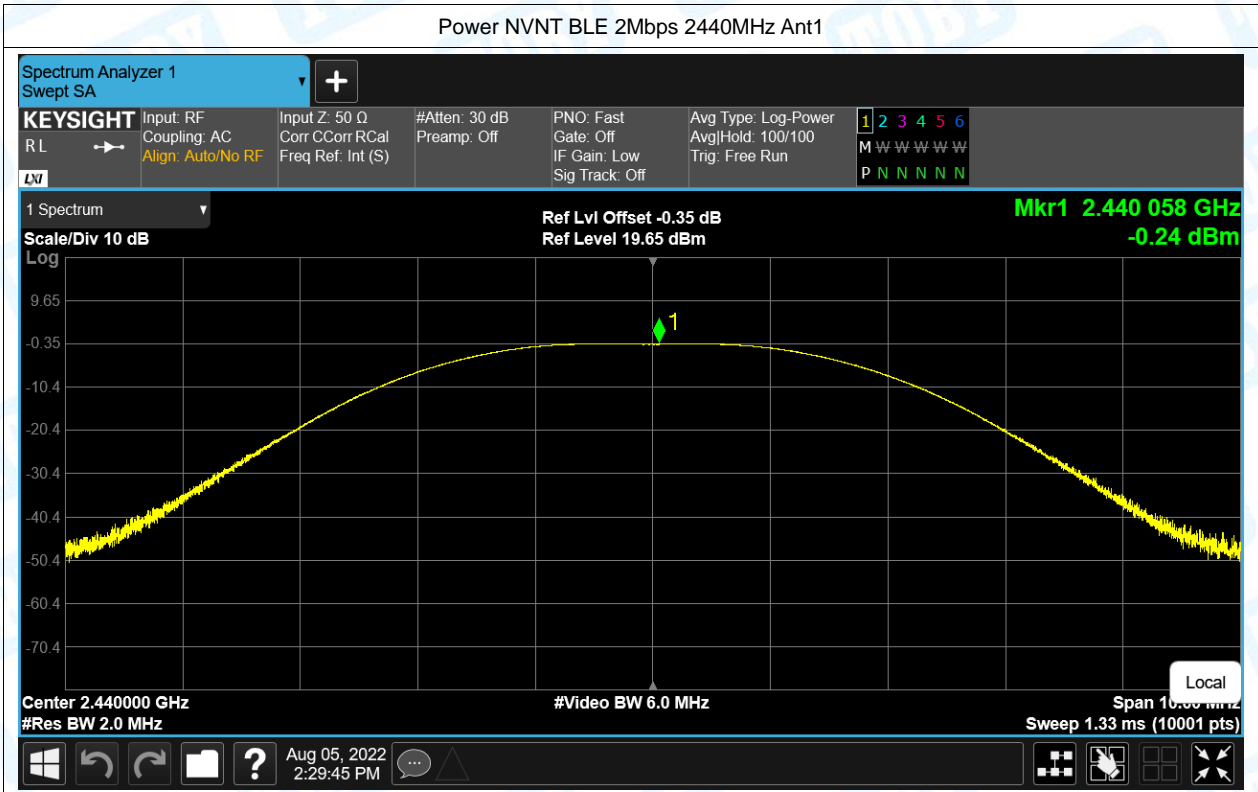 Power NVNT BLE 2Mbps 2440MHz Ant1
Spectrum Analyzer 1
Swept SA
KEYSIGHT
RL
LXI
Input: RF
Coupling: AC
Align: Auto/No RF
Input Z: 50 Ω
Corr CCorr RCal
Freq Ref: Int (S)
#Atten: 30 dB
Preamp: Off
PNO: Fast
Gate: Off
IF Gain: Low
Sig Track: Off
Avg Type: Log-Power
Avg|Hold: 100/100
Trig: Free Run
1 2 3 4 5 6
M W W W W W
P N N N N N
1 Spectrum
Scale/Div 10 dB
Ref Lvl Offset -0.35 dB
Ref Level 19.65 dBm
Mkr1 2.440 058 GHz
-0.24 dBm
Log
9.65
1
-0.35
-10.4
-20.4
-30.4
-40.4
-50.4
-60.4
-70.4
Local
Center 2.440000 GHz
#Video BW 6.0 MHz
Span 10.00 MHz
#Res BW 2.0 MHz
Sweep 1.33 ms (10001 pts)
?
Aug 05, 2022
2:29:45 PM